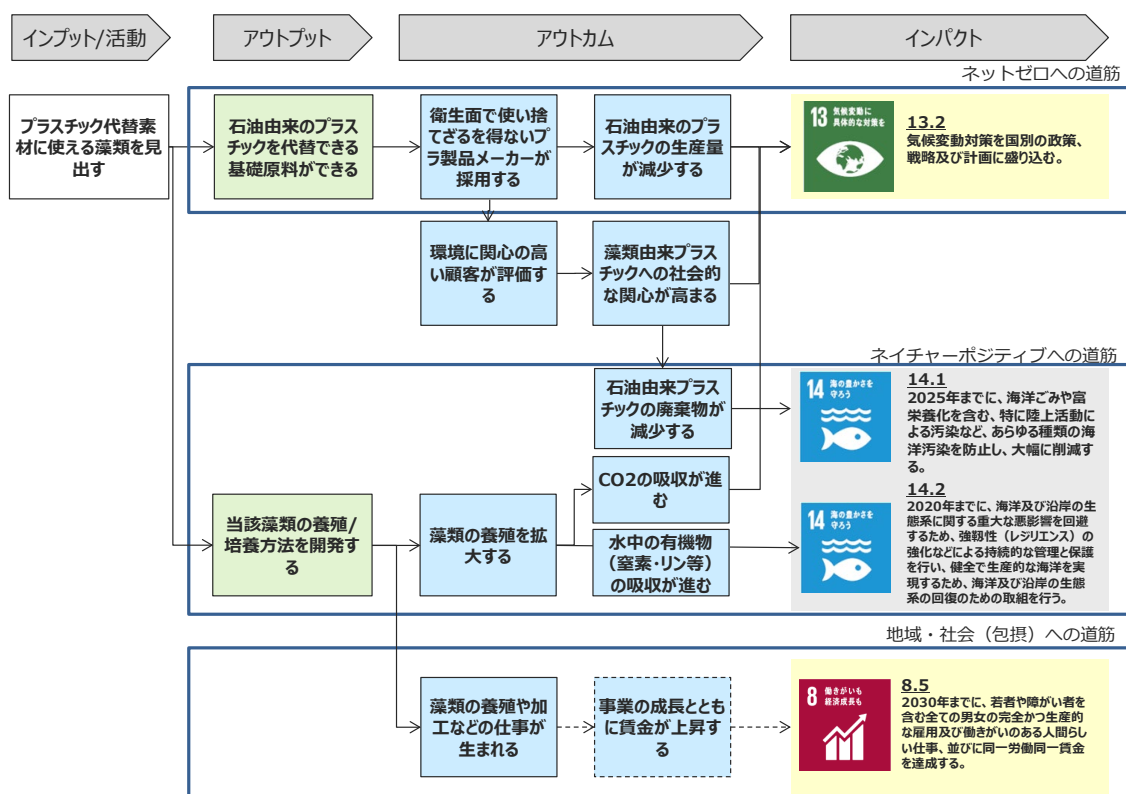 インプット/活動
アウトプット
アウトカム
インパクト
ネットゼロへの道筋
プラスチック代替素
材に使える藻類を見
出す
石油由来のプラス
チックを代替できる
基礎原料ができる
衛生面で使い捨
てざるを得ないプ
ラ製品メーカーが
採用する
石油由来のプラ
スチックの生産量
が減少する
13 気候変動に
具体的な対策を
13.2
気候変動対策を国別の政策、
戦略及び計画に盛り込む。
環境に関心の高
い顧客が評価す
る
藻類由来プラス
チックへの社会的
な関心が高まる
ネイチャーポジティブへの道筋
石油由来プラス
チックの廃棄物が
減少する
14 海の豊かさを
守ろう
14.1
2025年までに、海洋ごみや富
栄養化を含む、特に陸上活動に
よる汚染など、あらゆる種類の海
洋汚染を防止し、大幅に削減す
る。
当該藻類の養殖/
培養方法を開発す
る
藻類の養殖を拡
大する
CO2の吸収が進
む
水中の有機物
（窒素・リン等）
の吸収が進む
14 海の豊かさを
守ろう
14.2
2020年までに、海洋及び沿岸の生
態系に関する重大な悪影響を回避
するため、強靱性（レジリエンス）の
強化などによる持続的な管理と保護
を行い、健全で生産的な海洋を実
現するため、海洋及び沿岸の生態
系の回復のための取組を行う。
地域・社会（包摂）への道筋
藻類の養殖や加
工などの仕事が
生まれる
事業の成長ととも
に賃金が上昇す
る
8 働きがいも
経済成長も
8.5
2030年までに、若者や障がい者を
含む全ての男女の完全かつ生産的
な雇用及び働きがいのある人間らし
い仕事、並びに同一労働同一賃金
を達成する。